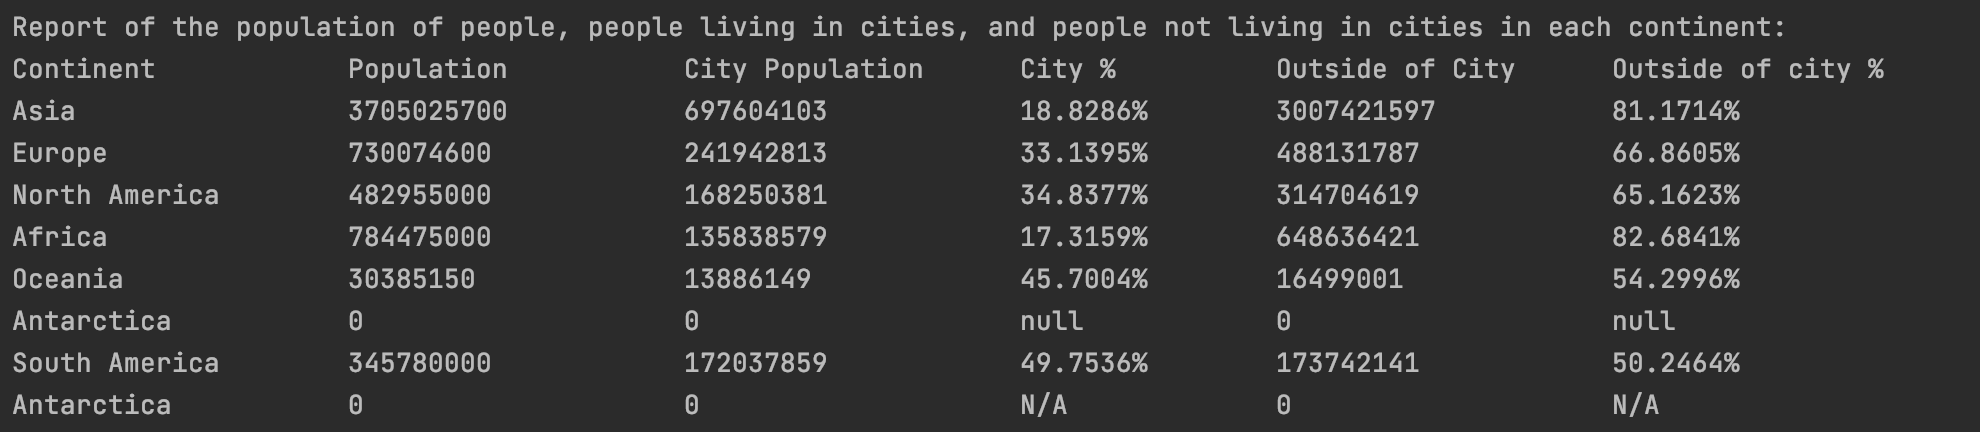 Report of the population of people, people living in cities, and people not living in cities in each continent:
Continent Population City Population City % Outside of City Outside of city %
Asia 3705025700 697604103 18.8286% 3007421597 81.1714%
Europe 730074600 241942813 33.1395% 488131787 66.8605%
North America 482955000 168250381 34.8377% 314704619 65.1623%
Africa 784475000 135838579 17.3159% 648636421 82.6841%
Oceania 30385150 13886149 45.7004% 16499001 54.2996%
Antarctica 0 0 null 0 null
South America 345780000 172037859 49.7536% 173742141 50.2464%
Antarctica 0 0 N/A 0 N/A